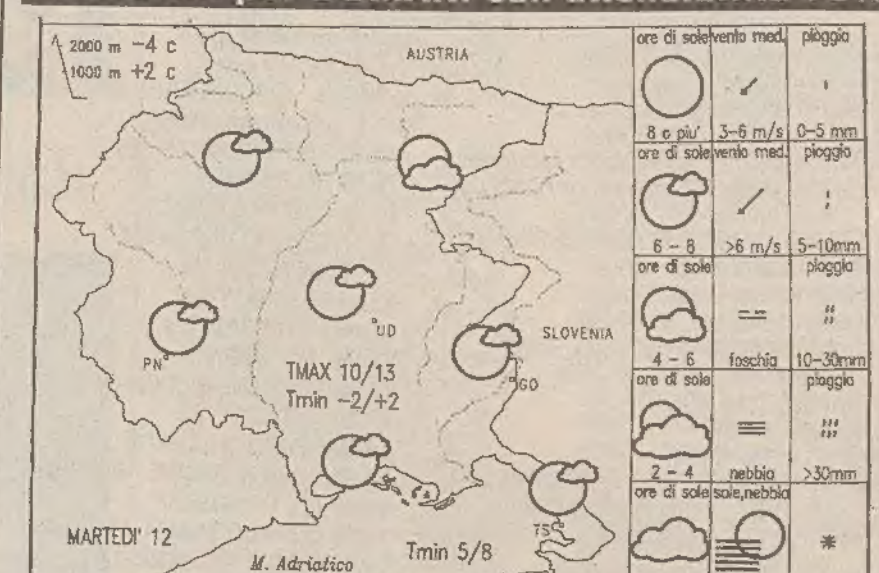 2000 m −4 c
1000 m +2 c
AUSTRIA
SLOVENIA
UD
PN
GO
TMAX 10/13
Tmin −2/+2
TS
MARTEDI' 12
M. Adriatico
Tmin 5/8
ore di sole vento med. pioggia
8 o piu' 3-6 m/s 0-5 mm
ore di sole vento med. pioggia
6 - 8 >6 m/s 5-10mm
ore di sole pioggia
4 - 6 foschia 10-30mm
ore di sole pioggia
2 - 4 nebbia >30mm
ore di sole sole,nebbia